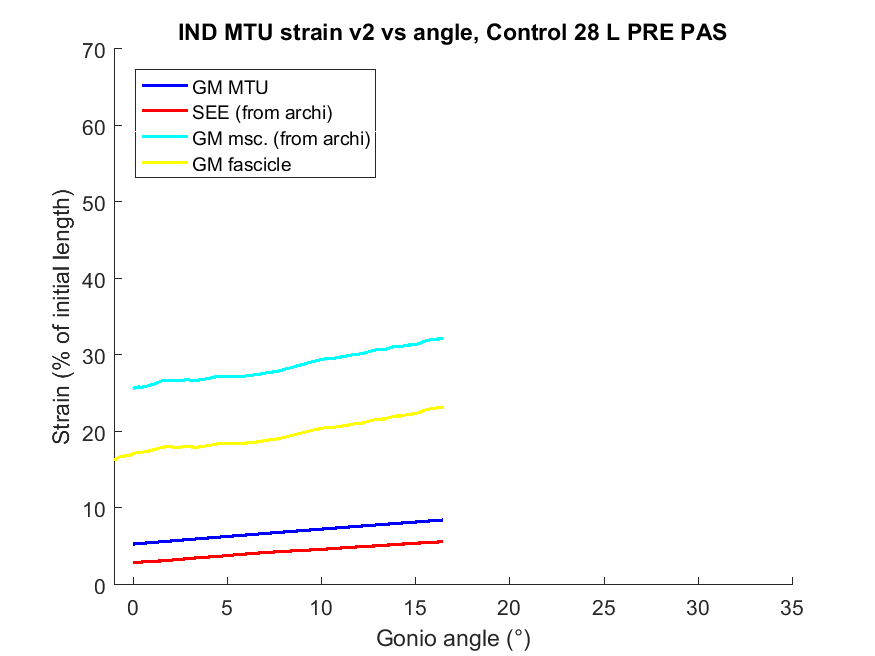 IND MTU strain v2 vs angle, Control 28 L PRE PAS
70
60
50
40
30
20
10
0
Strain (% of initial length)
GM MTU
SEE (from archi)
GM msc. (from archi)
GM fascicle
0 5 10 15 20 25 30 35
Gonio angle (°)